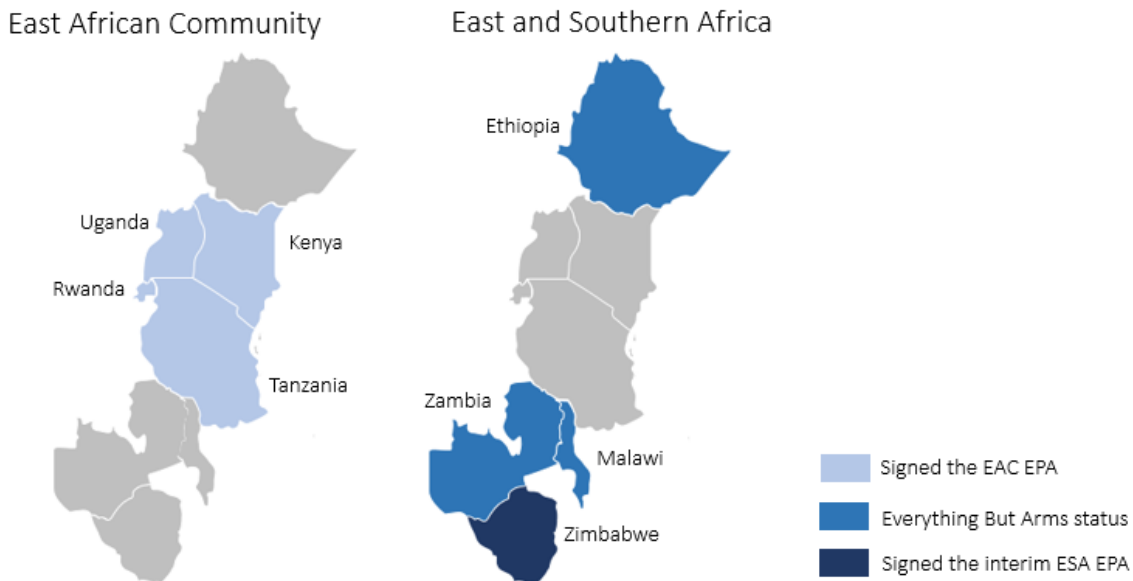 East African Community
East and Southern Africa
Ethiopia
Uganda
Kenya
Rwanda
Tanzania
Zambia
Malawi
Zimbabwe
Signed the EAC EPA
Everything But Arms status
Signed the interim ESA EPA